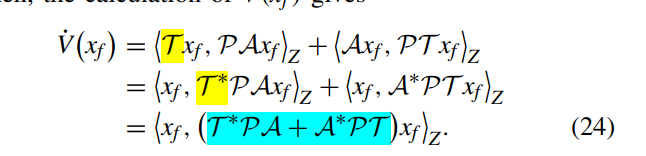 en, the calculation of V̇(x_f) gives
V̇(x_f) = ⟨𝒯x_f, 𝒫𝒜x_f⟩_Z + ⟨𝒜x_f, 𝒫𝒯x_f⟩_Z
= ⟨x_f, 𝒯*𝒫𝒜x_f⟩_Z + ⟨x_f, 𝒜*𝒫𝒯x_f⟩_Z
= ⟨x_f, (𝒯*𝒫𝒜 + 𝒜*𝒫𝒯)x_f⟩_Z. (24)